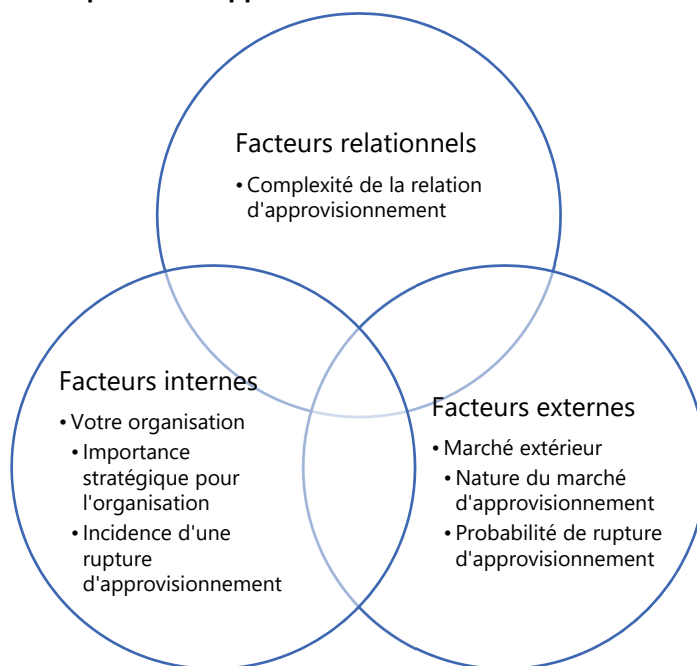 Facteurs relationnels
• Complexité de la relation
d'approvisionnement
Facteurs internes
• Votre organisation
• Importance
stratégique pour
l'organisation
• Incidence d'une
rupture
d'approvisionnement
Facteurs externes
• Marché extérieur
• Nature du marché
d'approvisionnement
• Probabilité de rupture
d'approvisionnement